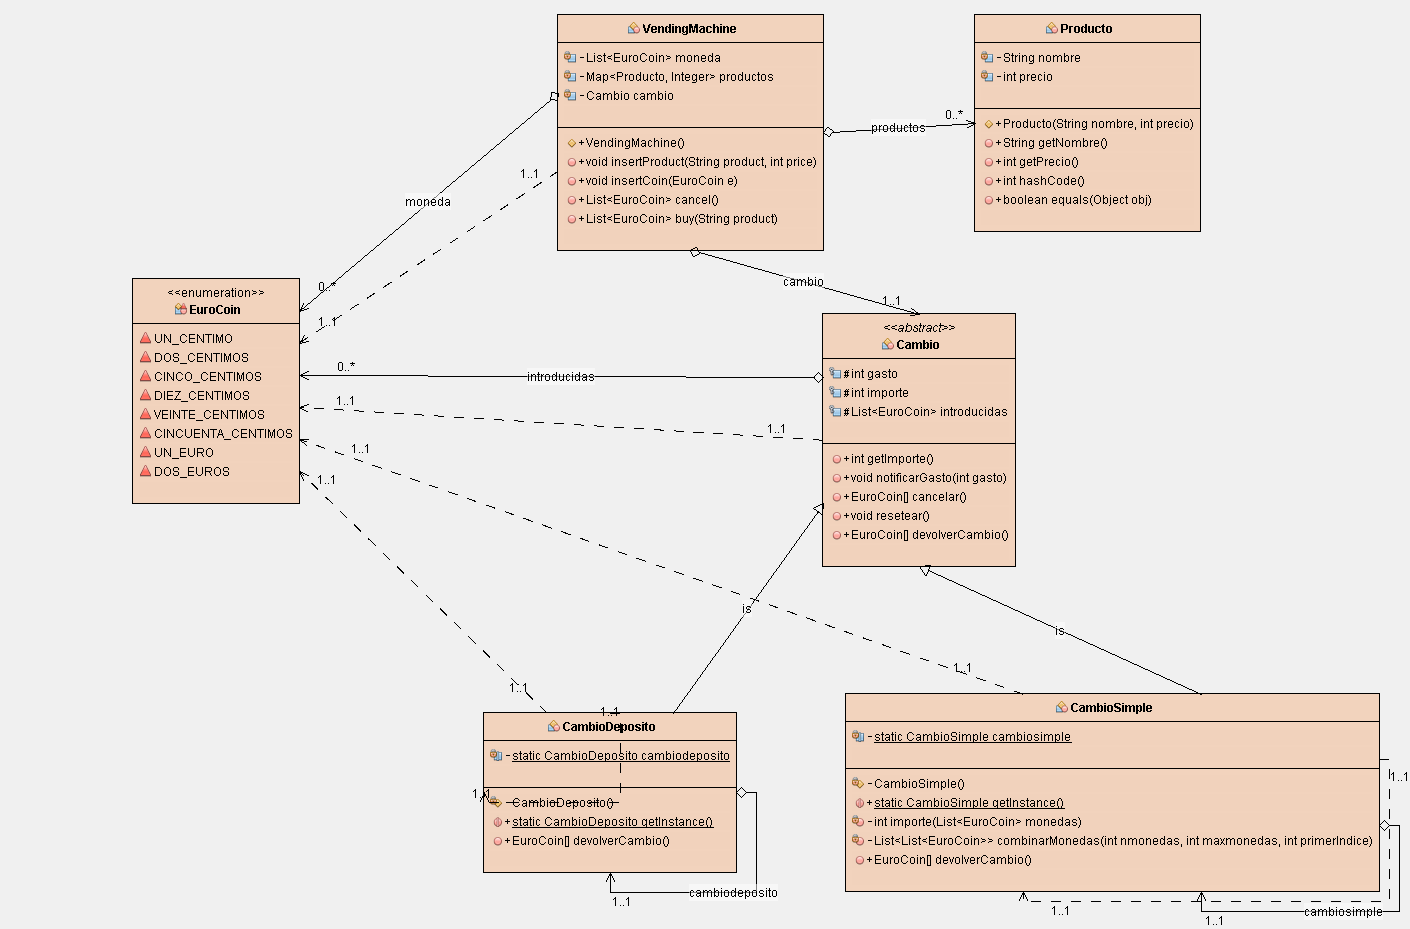 VendingMachine
-List<EuroCoin> moneda
-Map<Producto, Integer> productos
-Cambio cambio
+VendingMachine()
+void insertProduct(String product, int price)
+void insertCoin(EuroCoin e)
+List<EuroCoin> cancel()
+List<EuroCoin> buy(String product)
Producto
-String nombre
-int precio
+Producto(String nombre, int precio)
+String getNombre()
+int getPrecio()
+int hashCode()
+boolean equals(Object obj)
productos
0..*
moneda
0..*
1..1
1..1
cambio
1..1
<<enumeration>>
EuroCoin
UN_CENTIMO
DOS_CENTIMOS
CINCO_CENTIMOS
DIEZ_CENTIMOS
VEINTE_CENTIMOS
CINCUENTA_CENTIMOS
UN_EURO
DOS_EUROS
<<abstract>>
Cambio
#int gasto
#int importe
#List<EuroCoin> introducidas
+int getImporte()
+void notificarGasto(int gasto)
+EuroCoin[] cancelar()
+void resetear()
+EuroCoin[] devolverCambio()
0..*
introducidas
1..1
1..1
1..1
1..1
is
is
1..1
1..1
1..1
CambioDeposito
-static CambioDeposito cambiodeposito
1..1
-CambioDeposito()
+static CambioDeposito getInstance()
+EuroCoin[] devolverCambio()
cambiodeposito
1..1
CambioSimple
-static CambioSimple cambiosimple
-CambioSimple()
+static CambioSimple getInstance()
-int importe(List<EuroCoin> monedas)
-List<List<EuroCoin>> combinarMonedas(int nmonedas, int maxmonedas, int primerIndice)
+EuroCoin[] devolverCambio()
1..1
1..1
cambiosimple
1..1